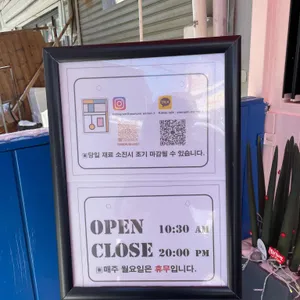 ※당일 재료 소진시 조기 마감될 수 있습니다.
OPEN 10:30 AM
CLOSE 20:00 PM
※매주 월요일은 휴무입니다.